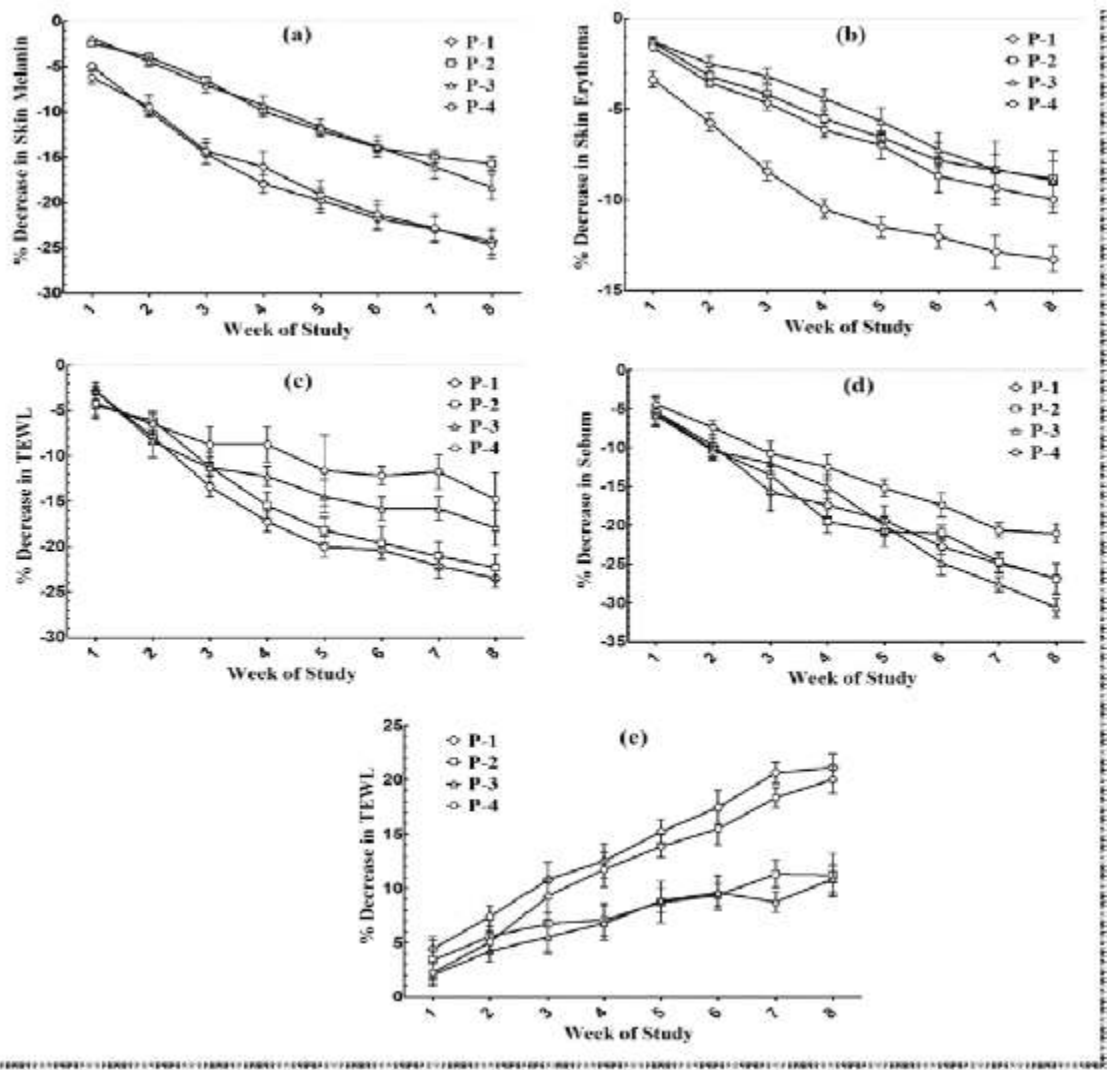 (a)
P-1
P-2
P-3
P-4
% Decrease in Skin Melanin
0
-5
-10
-15
-20
-25
-30
1 2 3 4 5 6 7 8
Week of Study
(b)
P-1
P-2
P-3
P-4
% Decrease in Skin Erythema
0
-5
-10
-15
1 2 3 4 5 6 7 8
Week of Study
(c)
P-1
P-2
P-3
P-4
% Decrease in TEWL
0
-5
-10
-15
-20
-25
-30
1 2 3 4 5 6 7 8
Week of Study
(d)
P-1
P-2
P-3
P-4
% Decrease in Sebum
0
-5
-10
-15
-20
-25
-30
-35
1 2 3 4 5 6 7 8
Week of Study
(e)
P-1
P-2
P-3
P-4
% Decrease in TEWL
25
20
15
10
5
0
1 2 3 4 5 6 7 8
Week of Study